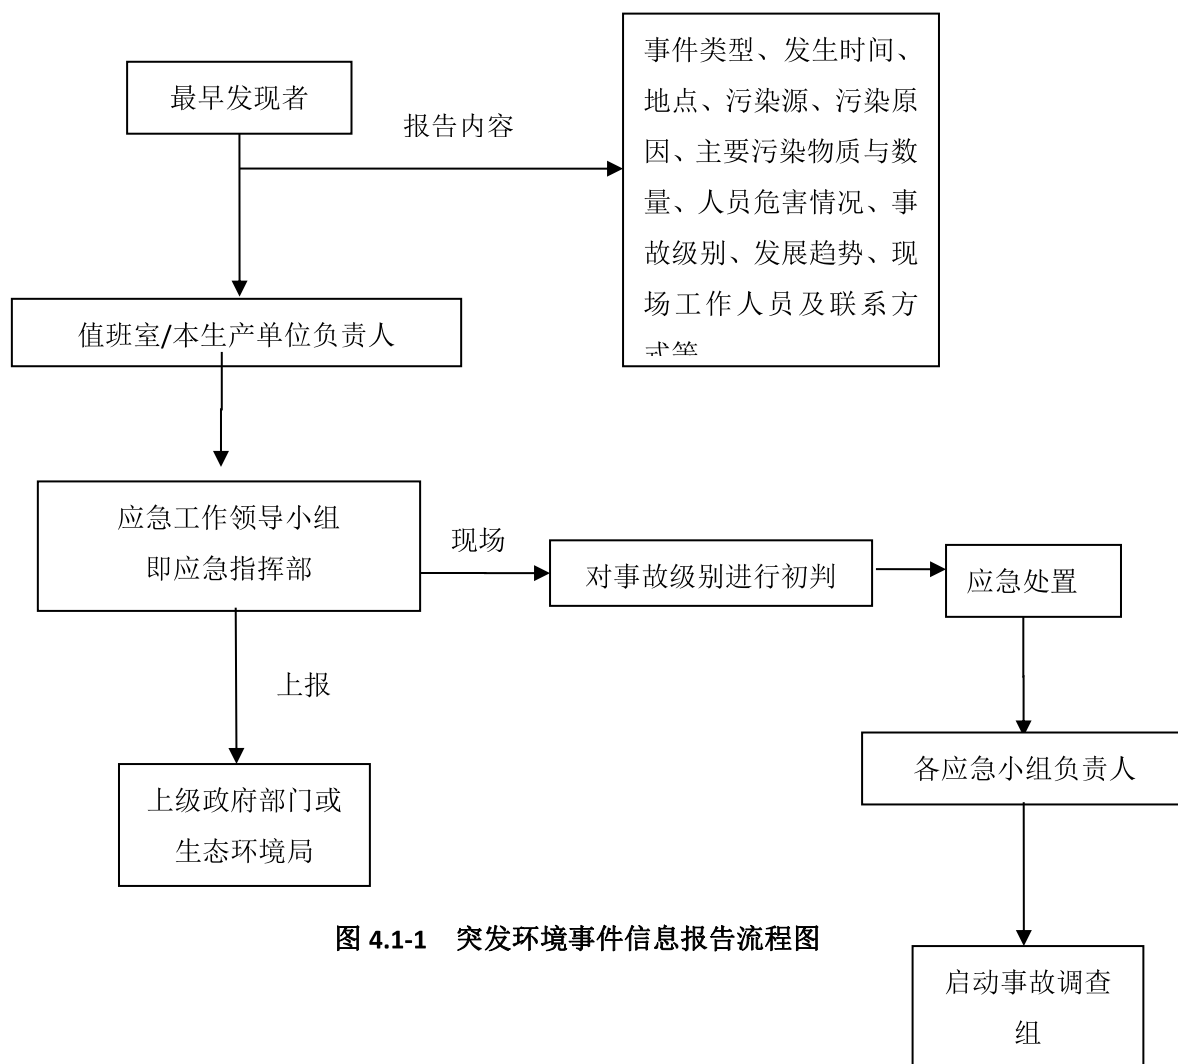 最早发现者
报告内容
事件类型、发生时间、
地点、污染源、污染原
因、主要污染物质与数
量、人员危害情况、事
故级别、发展趋势、现
场工作人员及联系方
式等
值班室/本生产单位负责人
应急工作领导小组
即应急指挥部
现场
对事故级别进行初判
应急处置
上报
各应急小组负责人
上级政府部门或
生态环境局
图 4.1-1 突发环境事件信息报告流程图
启动事故调查
组